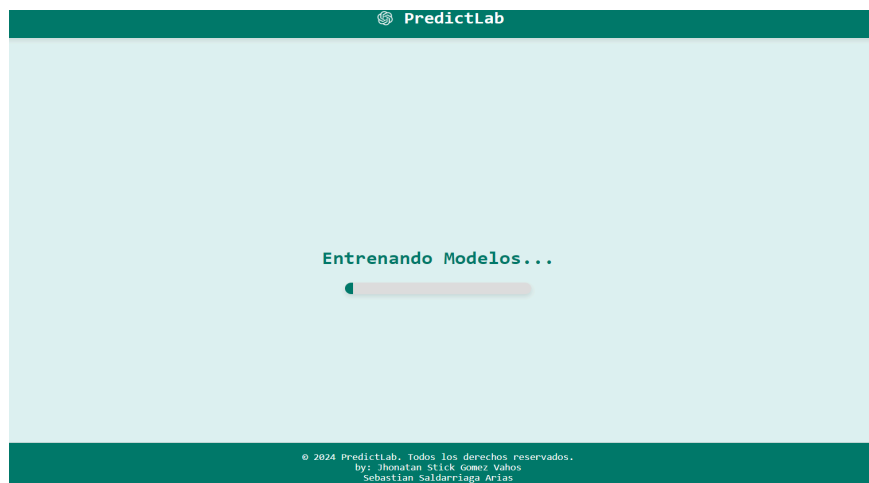 PredictLab
Entrenando Modelos...
© 2024 PredictLab. Todos los derechos reservados.
by: Jhonatan Stick Gomez Vahos
Sebastian Saldarriaga Arias